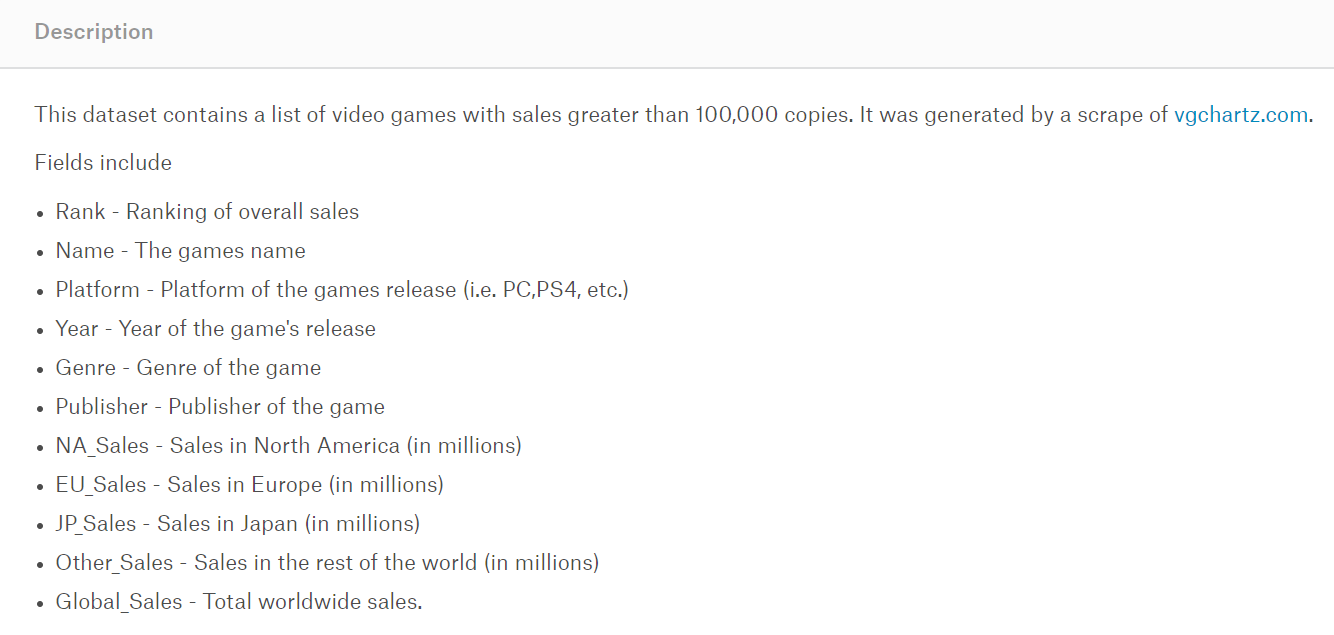 Description
This dataset contains a list of video games with sales greater than 100,000 copies. It was generated by a scrape of vgchartz.com.
Fields include
• Rank - Ranking of overall sales
• Name - The games name
• Platform - Platform of the games release (i.e. PC,PS4, etc.)
• Year - Year of the game's release
• Genre - Genre of the game
• Publisher - Publisher of the game
• NA_Sales - Sales in North America (in millions)
• EU_Sales - Sales in Europe (in millions)
• JP_Sales - Sales in Japan (in millions)
• Other_Sales - Sales in the rest of the world (in millions)
• Global_Sales - Total worldwide sales.